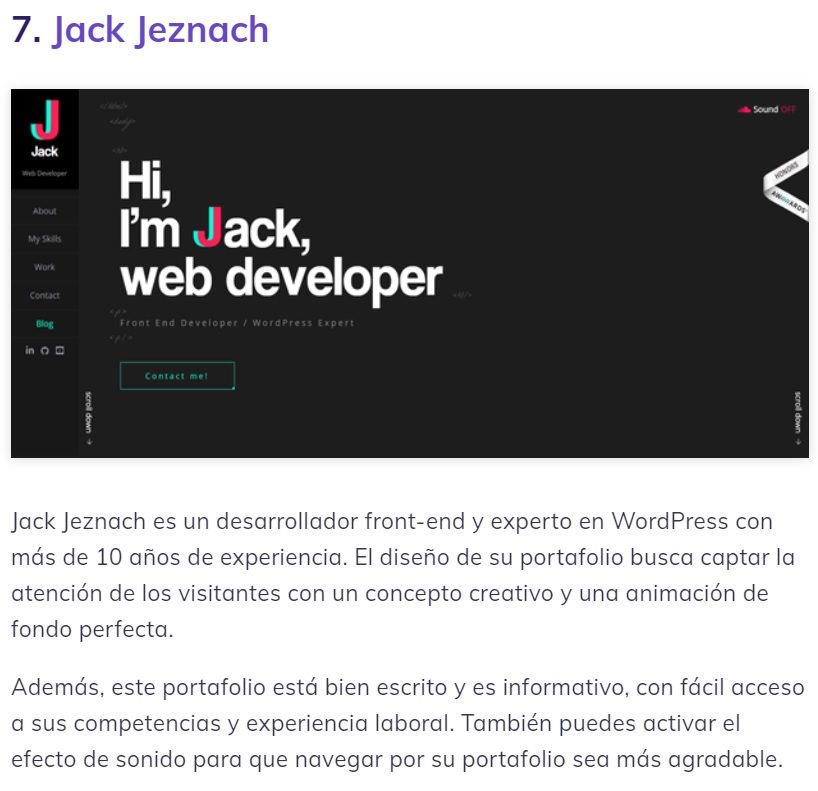 7. Jack Jeznach
Jack
Web Developer
About
My Skills
Work
Contact
Blog
in
<body>
Sound OFF
HONORS
AWWWARDS
Hi,
I'm Jack,
web developer
<p>
Front End Developer / WordPress Expert
Contact me!
scroll down →
scroll down →
Jack Jeznach es un desarrollador front-end y experto en WordPress con
más de 10 años de experiencia. El diseño de su portafolio busca captar la
atención de los visitantes con un concepto creativo y una animación de
fondo perfecta.
Además, este portafolio está bien escrito y es informativo, con fácil acceso
a sus competencias y experiencia laboral. También puedes activar el
efecto de sonido para que navegar por su portafolio sea más agradable.